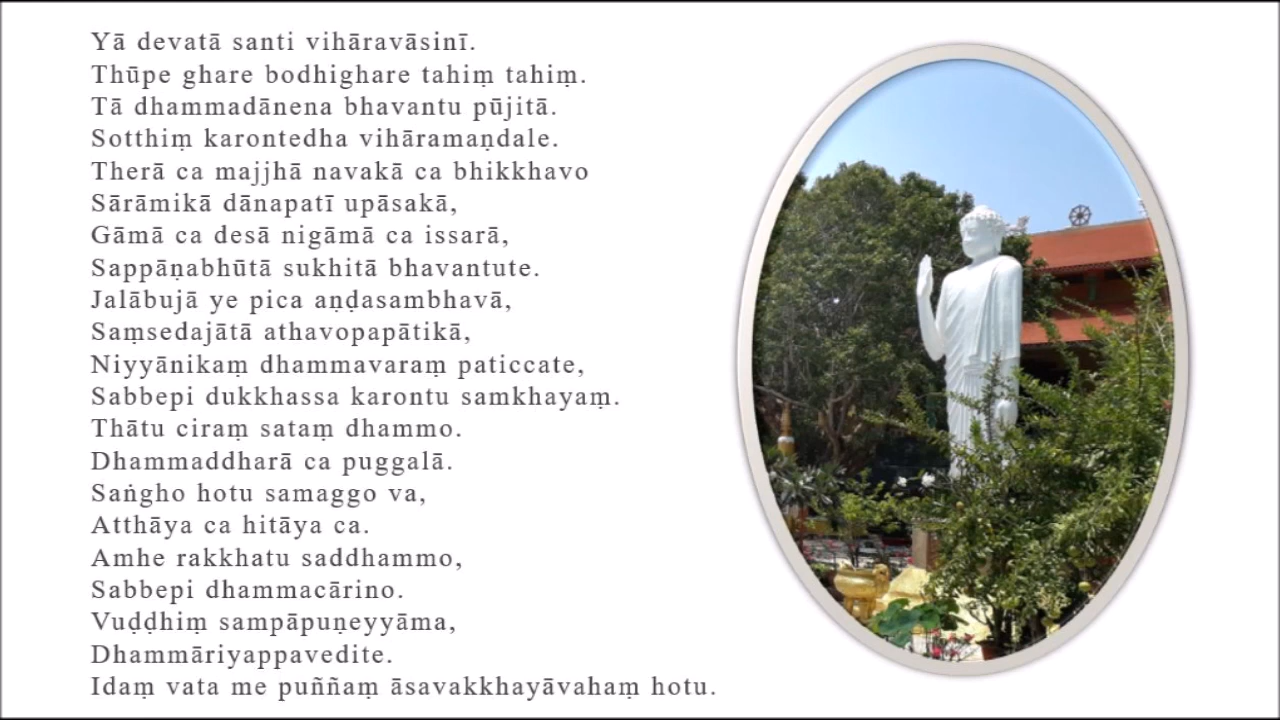 Yā devatā santi vihāravāsinī.
Thūpe ghare bodhighare tahiṃ tahiṃ.
Tā dhammadānena bhavantu pūjitā.
Sotthiṃ karontedha vihāramaṇdale.
Therā ca majjhā navakā ca bhikkhavo
Sārāmikā dānapatī upāsakā,
Gāmā ca desā nigāmā ca issarā,
Sappāṇabhūtā sukhitā bhavantute.
Jalābujā ye pica aṇḍasambhavā,
Saṃsedajātā athavopapātikā,
Niyyānikaṃ dhammavaraṃ paticcate,
Sabbepi dukkhassa karontu samkhayaṃ.
Thātu ciraṃ sataṃ dhammo.
Dhammaddharā ca puggalā.
Saṅgho hotu samaggo va,
Atthāya ca hitāya ca.
Amhe rakkhatu saddhammo,
Sabbepi dhammacārino.
Vuḍḍhiṃ sampāpuṇeyyāma,
Dhammāriyappavedite.
Idaṃ vata me puññaṃ āsavakkhayāvahaṃ hotu.